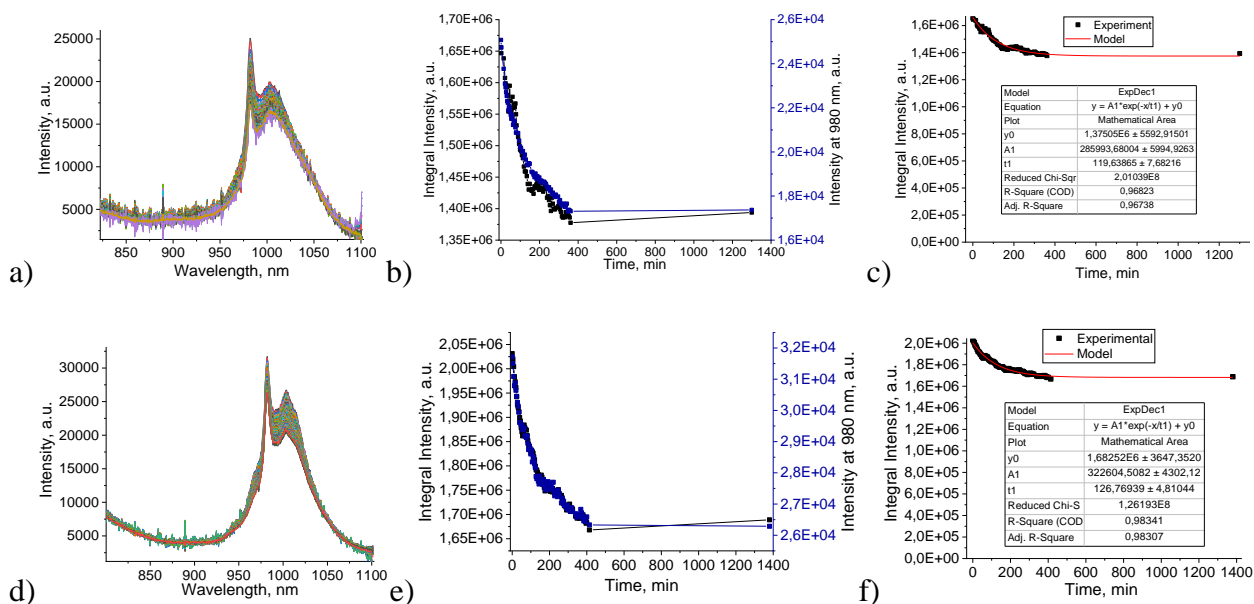 25000
20000
15000
10000
5000
850 900 950 1000 1050 1100
Wavelength, nm
Intensity, a.u.
a)
1,70E+06
1,65E+06
1,60E+06
1,55E+06
1,50E+06
1,45E+06
1,40E+06
1,35E+06
0 200 400 600 800 1000 1200 1400
Time, min
Integral Intensity, a.u.
2,6E+04
2,4E+04
2,2E+04
2,0E+04
1,8E+04
1,6E+04
Intensity at 980 nm, a.u.
b)
1,6E+06
1,4E+06
1,2E+06
1,0E+06
8,0E+05
6,0E+05
4,0E+05
2,0E+05
0,0E+00
0 200 400 600 800 1000 1200
Time, min
Integral Intensity, a.u.
Experiment
Model
Model ExpDec1
Equation y = A1*exp(-x/t1) + y0
Plot Mathematical Area
y0 1,37505E6 ± 5592,91501
A1 285993,68004 ± 5994,9263
t1 119,63865 ± 7,68216
Reduced Chi-Sqr 2,01039E8
R-Square (COD) 0,96823
Adj. R-Square 0,96738
c)
30000
25000
20000
15000
10000
5000
850 900 950 1000 1050 1100
Wavelength, nm
Intensity, a.u.
d)
2,05E+06
2,00E+06
1,95E+06
1,90E+06
1,85E+06
1,80E+06
1,75E+06
1,70E+06
1,65E+06
0 200 400 600 800 1000 1200 1400
Time, min
Integral Intensity, a.u.
3,2E+04
3,1E+04
3,0E+04
2,9E+04
2,8E+04
2,7E+04
2,6E+04
Intensity at 980 nm, a.u.
e)
2,0E+06
1,8E+06
1,6E+06
1,4E+06
1,2E+06
1,0E+06
8,0E+05
6,0E+05
4,0E+05
2,0E+05
0,0E+00
0 200 400 600 800 1000 1200 1400
Time, min
Integral Intensity, a.u.
Experimental
Model
Model ExpDec1
Equation y = A1*exp(-x/t1) + y0
Plot Mathematical Area
y0 1,68252E6 ± 3647,3520
A1 322604,5082 ± 4302,12
t1 126,76939 ± 4,81044
Reduced Chi-S 1,26193E8
R-Square (COD 0,98341
Adj. R-Square 0,98307
f)